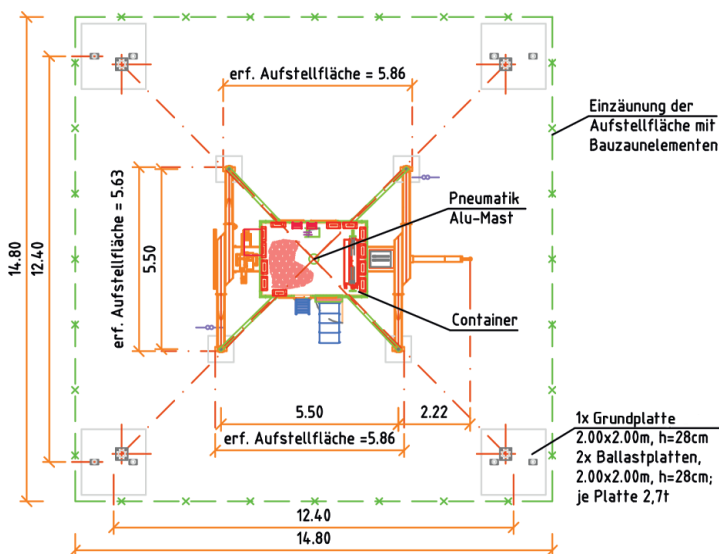 erf. Aufstellfläche = 5.86
Einzäunung der
Aufstellfläche mit
Bauzaunelementen
Pneumatik
Alu-Mast
14.80
12.40
erf. Aufstellfläche = 5.63
5.50
Container
5.50
2.22
erf. Aufstellfläche =5.86
1x Grundplatte
2.00x2.00m, h=28cm
2x Ballastplatten,
2.00x2.00m, h=28cm;
je Platte 2,7t
12.40
14.80